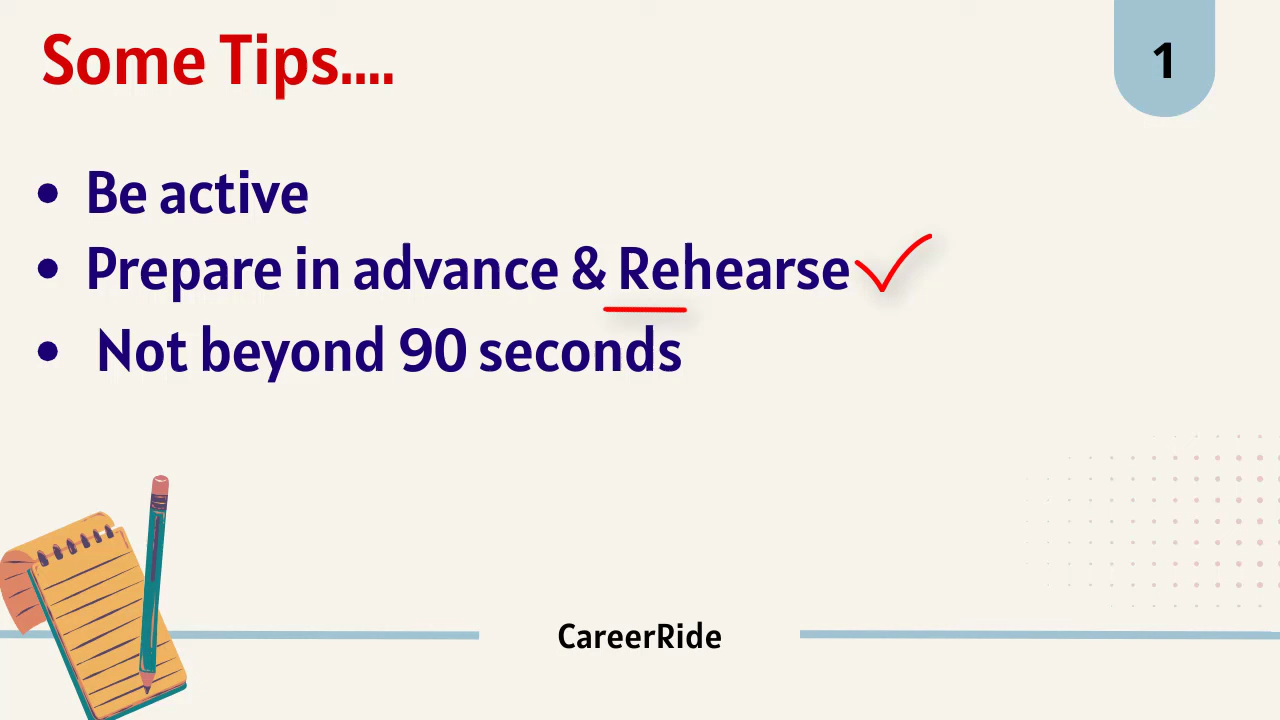 Some Tips....
1
• Be active
• Prepare in advance & Rehearse
• Not beyond 90 seconds
CareerRide